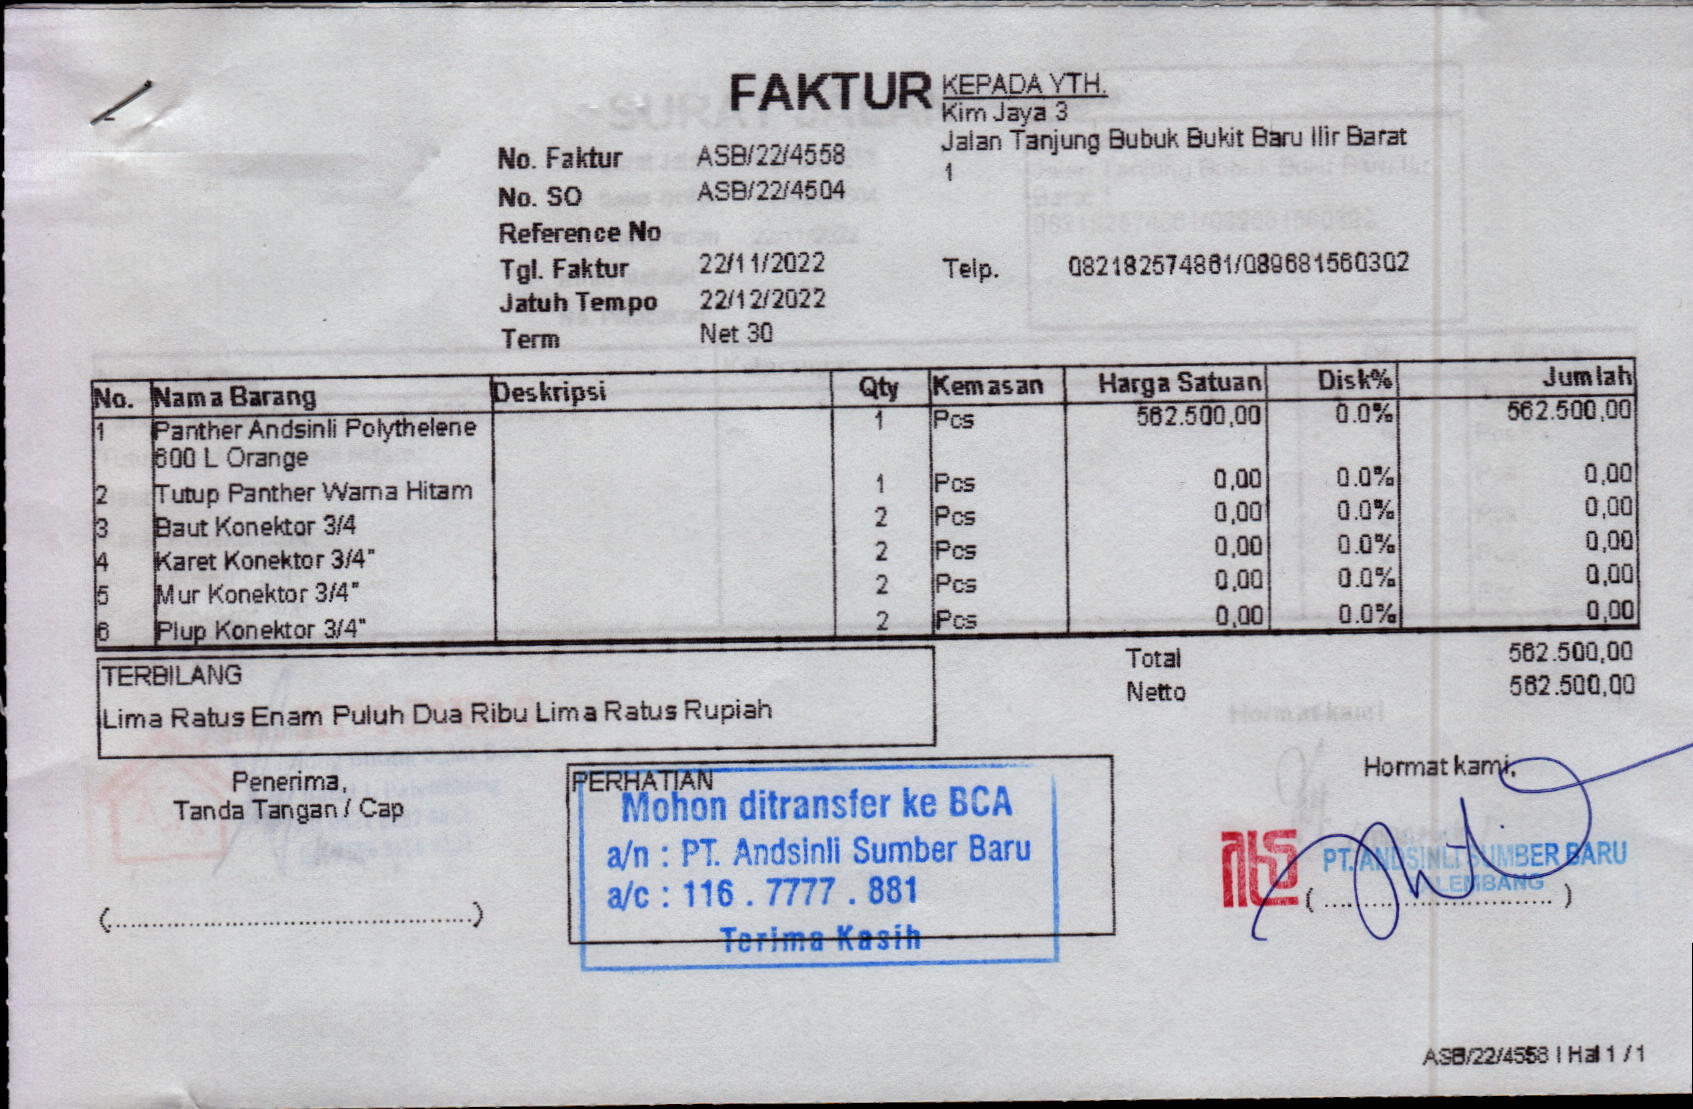 FAKTUR
KEPADA YTH.
Kim Jaya 3
Jalan Tanjung Bubuk Bukit Baru Ilir Barat
1
No. Faktur ASB/22/4558
No. SO ASB/22/4504
Reference No
Tgl. Faktur 22/11/2022
Telp. 082182574861/089681560302
Jatuh Tempo 22/12/2022
Term Net 30
No. Nama Barang Deskripsi Qty Kemasan Harga Satuan Disk% Jumlah
1 Panther Andsinli Polythelene 1 Pcs 562.500,00 0.0% 562.500,00
600 L Orange
2 Tutup Panther Warna Hitam 1 Pcs 0,00 0.0% 0,00
3 Baut Konektor 3/4 2 Pcs 0,00 0.0% 0,00
4 Karet Konektor 3/4" 2 Pcs 0,00 0.0% 0,00
5 Mur Konektor 3/4" 2 Pcs 0,00 0.0% 0,00
6 Plup Konektor 3/4" 2 Pcs 0,00 0.0% 0,00
Total 562.500,00
Netto 562.500,00
TERBILANG
Lima Ratus Enam Puluh Dua Ribu Lima Ratus Rupiah
Penerima,
Tanda Tangan / Cap
(..............................................)
PERHATIAN
Mohon ditransfer ke BCA
a/n : PT. Andsinli Sumber Baru
a/c : 116 . 7777 . 881
Terima Kasih
Hormat kami,
PT. ANDSINLI SUMBER BARU
PALEMBANG
( ............................. )
ASB/22/4558 | Hal 1 / 1